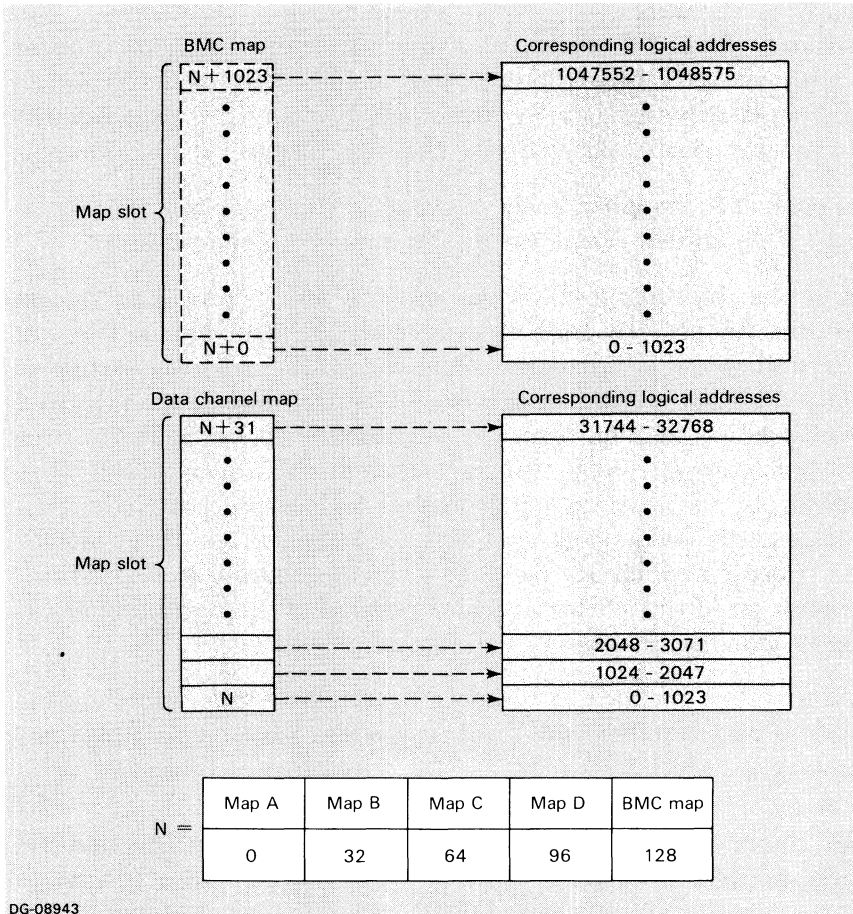 BMC map
Corresponding logical addresses
N+1023
1047552 - 1048575
Map slot
N+0
0 - 1023
Data channel map
Corresponding logical addresses
N+31
31744 - 32768
Map slot
2048 - 3071
1024 - 2047
N
0 - 1023
N =
Map A Map B Map C Map D BMC map
0 32 64 96 128
DG-08943